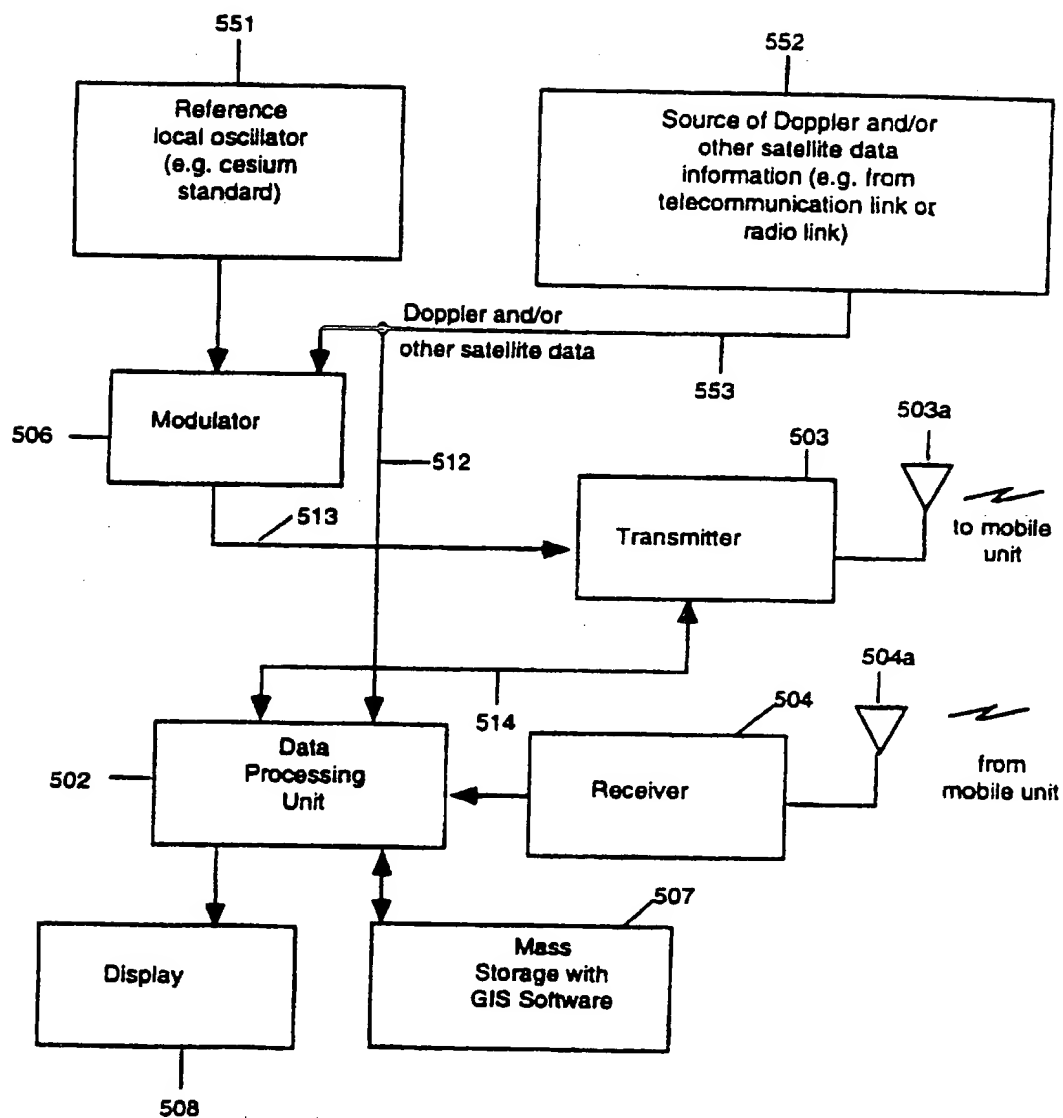 551
552
Reference
local oscillator
(e.g. cesium
standard)
Source of Doppler and/or
other satellite data
information (e.g. from
telecommunication link or
radio link)
Doppler and/or
other satellite data
553
Modulator
506
512
503
503a
513
Transmitter
to mobile
unit
504a
514
504
Data
Processing
Unit
502
Receiver
from
mobile unit
507
Display
Mass
Storage with
GIS Software
508